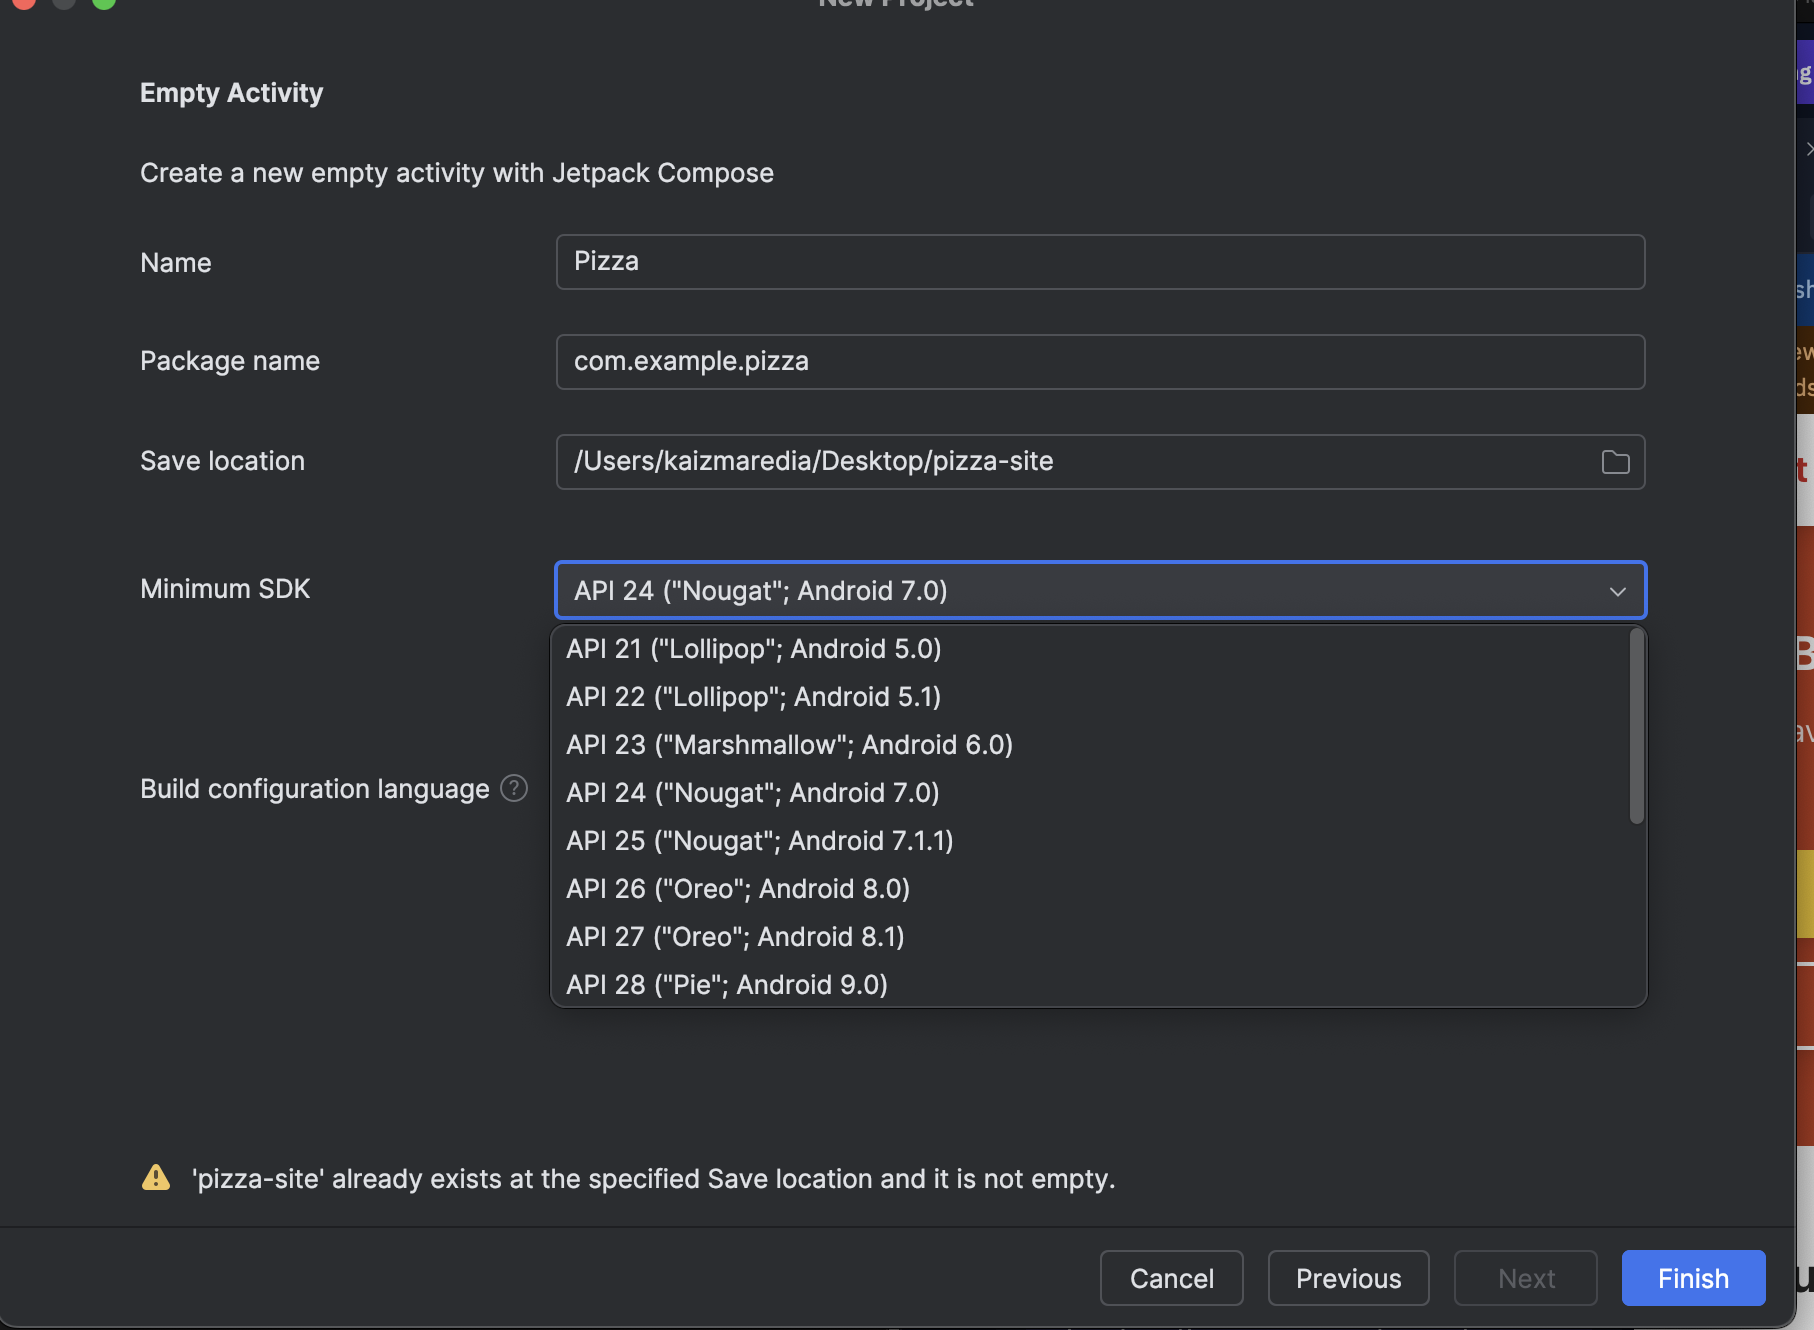 New Project
Empty Activity
Create a new empty activity with Jetpack Compose
Name
Pizza
Package name
com.example.pizza
Save location
/Users/kaizmaredia/Desktop/pizza-site
Minimum SDK
API 24 ("Nougat"; Android 7.0)
API 21 ("Lollipop"; Android 5.0)
API 22 ("Lollipop"; Android 5.1)
API 23 ("Marshmallow"; Android 6.0)
API 24 ("Nougat"; Android 7.0)
API 25 ("Nougat"; Android 7.1.1)
API 26 ("Oreo"; Android 8.0)
API 27 ("Oreo"; Android 8.1)
API 28 ("Pie"; Android 9.0)
Build configuration language ?
'pizza-site' already exists at the specified Save location and it is not empty.
Cancel
Previous
Next
Finish